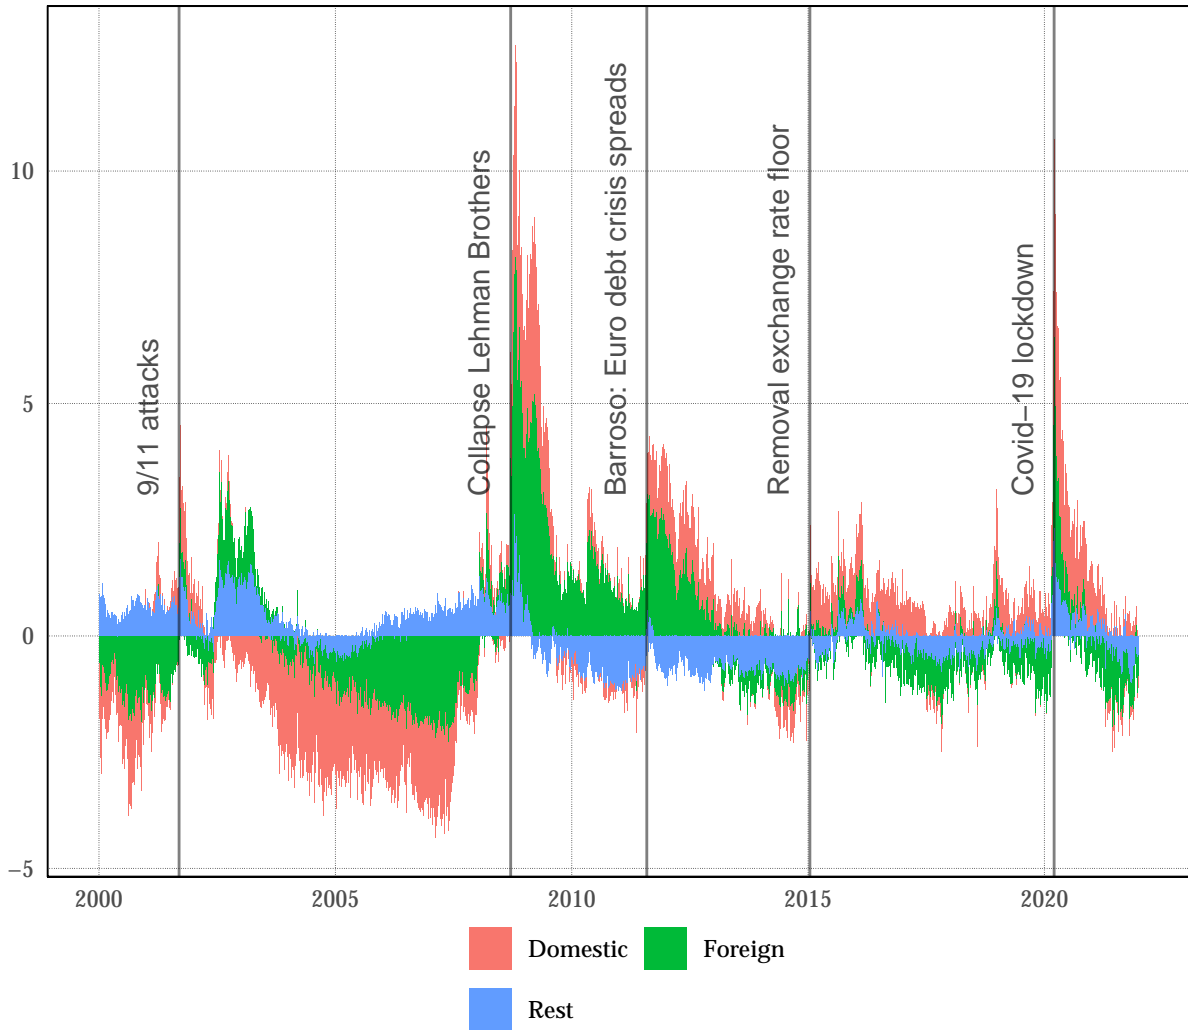 10
5
0
−5
9/11 attacks
Collapse Lehman Brothers
Barroso: Euro debt crisis spreads
Removal exchange rate floor
Covid−19 lockdown
2000 2005 2010 2015 2020
Domestic Foreign
Rest